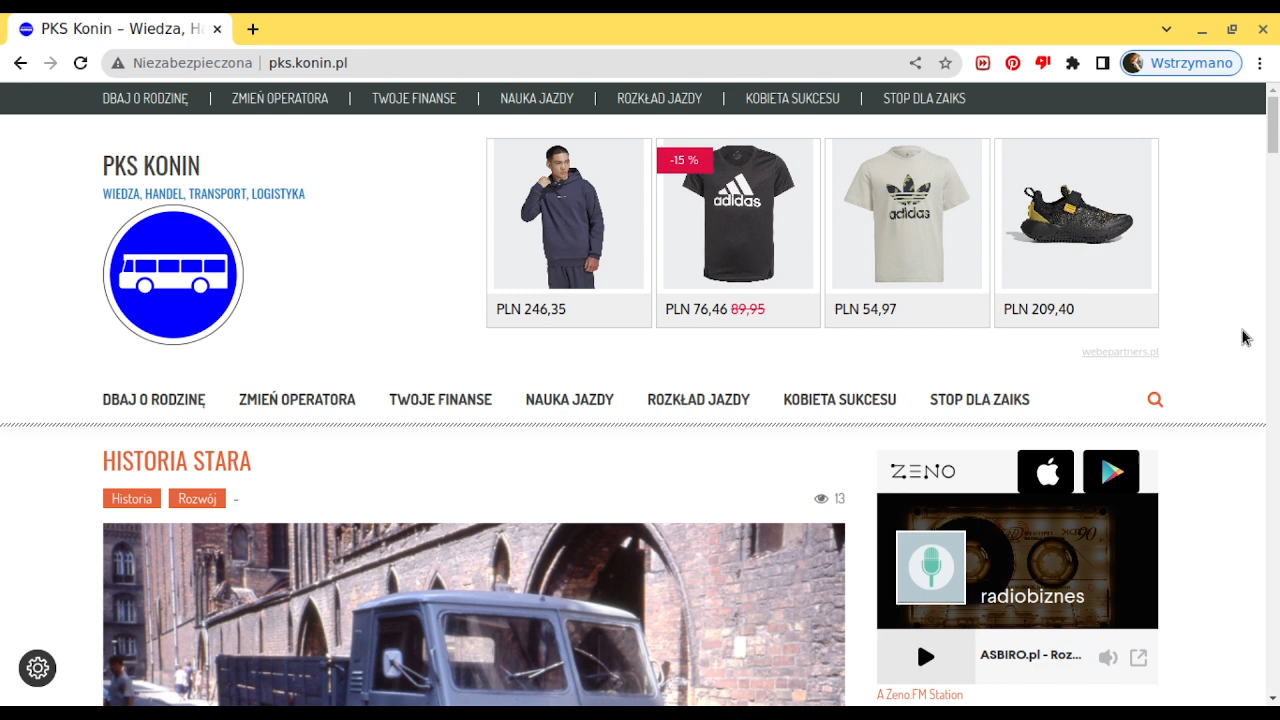 PKS Konin – Wiedza, H
Niezabezpieczona
pks.konin.pl
Wstrzymano
DBAJ O RODZINĘ
ZMIEŃ OPERATORA
TWOJE FINANSE
NAUKA JAZDY
ROZKŁAD JAZDY
KOBIETA SUKCESU
STOP DLA ZAIKS
PKS KONIN
WIEDZA, HANDEL, TRANSPORT, LOGISTYKA
-15 %
adidas
adidas
PLN 246,35
PLN 76,46 89,95
PLN 54,97
PLN 209,40
webepartners.pl
DBAJ O RODZINĘ
ZMIEŃ OPERATORA
TWOJE FINANSE
NAUKA JAZDY
ROZKŁAD JAZDY
KOBIETA SUKCESU
STOP DLA ZAIKS
HISTORIA STARA
Historia
Rozwój
-
13
ZENO
90
radiobiznes
ASBIRO.pl - Roz...
A Zeno.FM Station